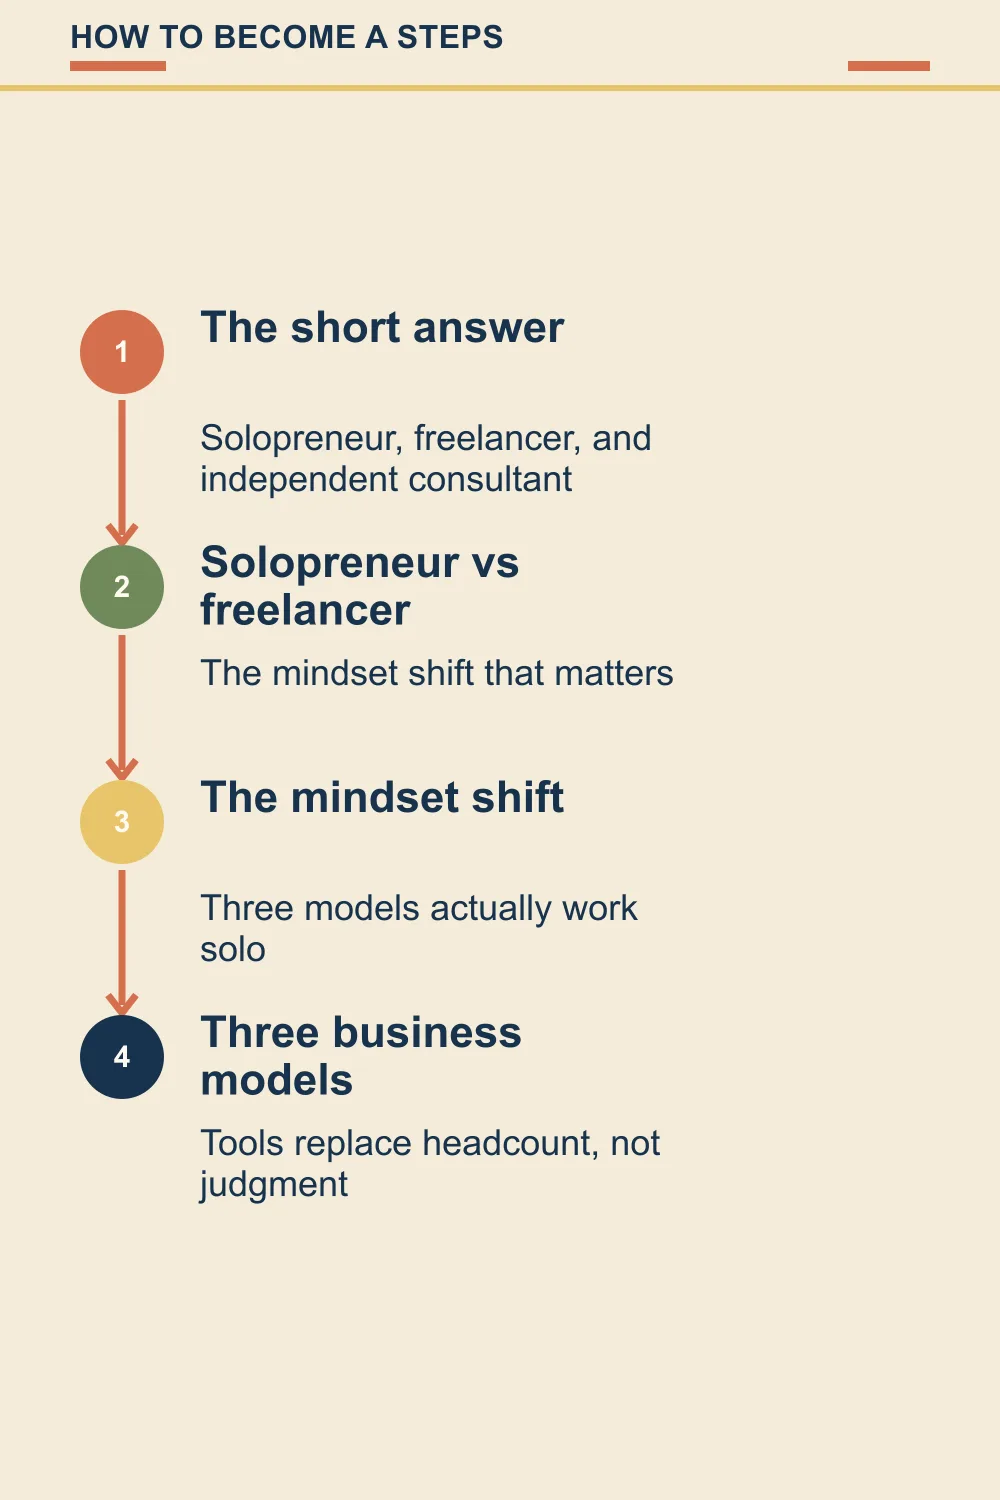 HOW TO BECOME A STEPS
1
The short answer
Solopreneur, freelancer, and
independent consultant
2
Solopreneur vs
freelancer
The mindset shift that matters
3
The mindset shift
Three models actually work
solo
4
Three business
models
Tools replace headcount, not
judgment